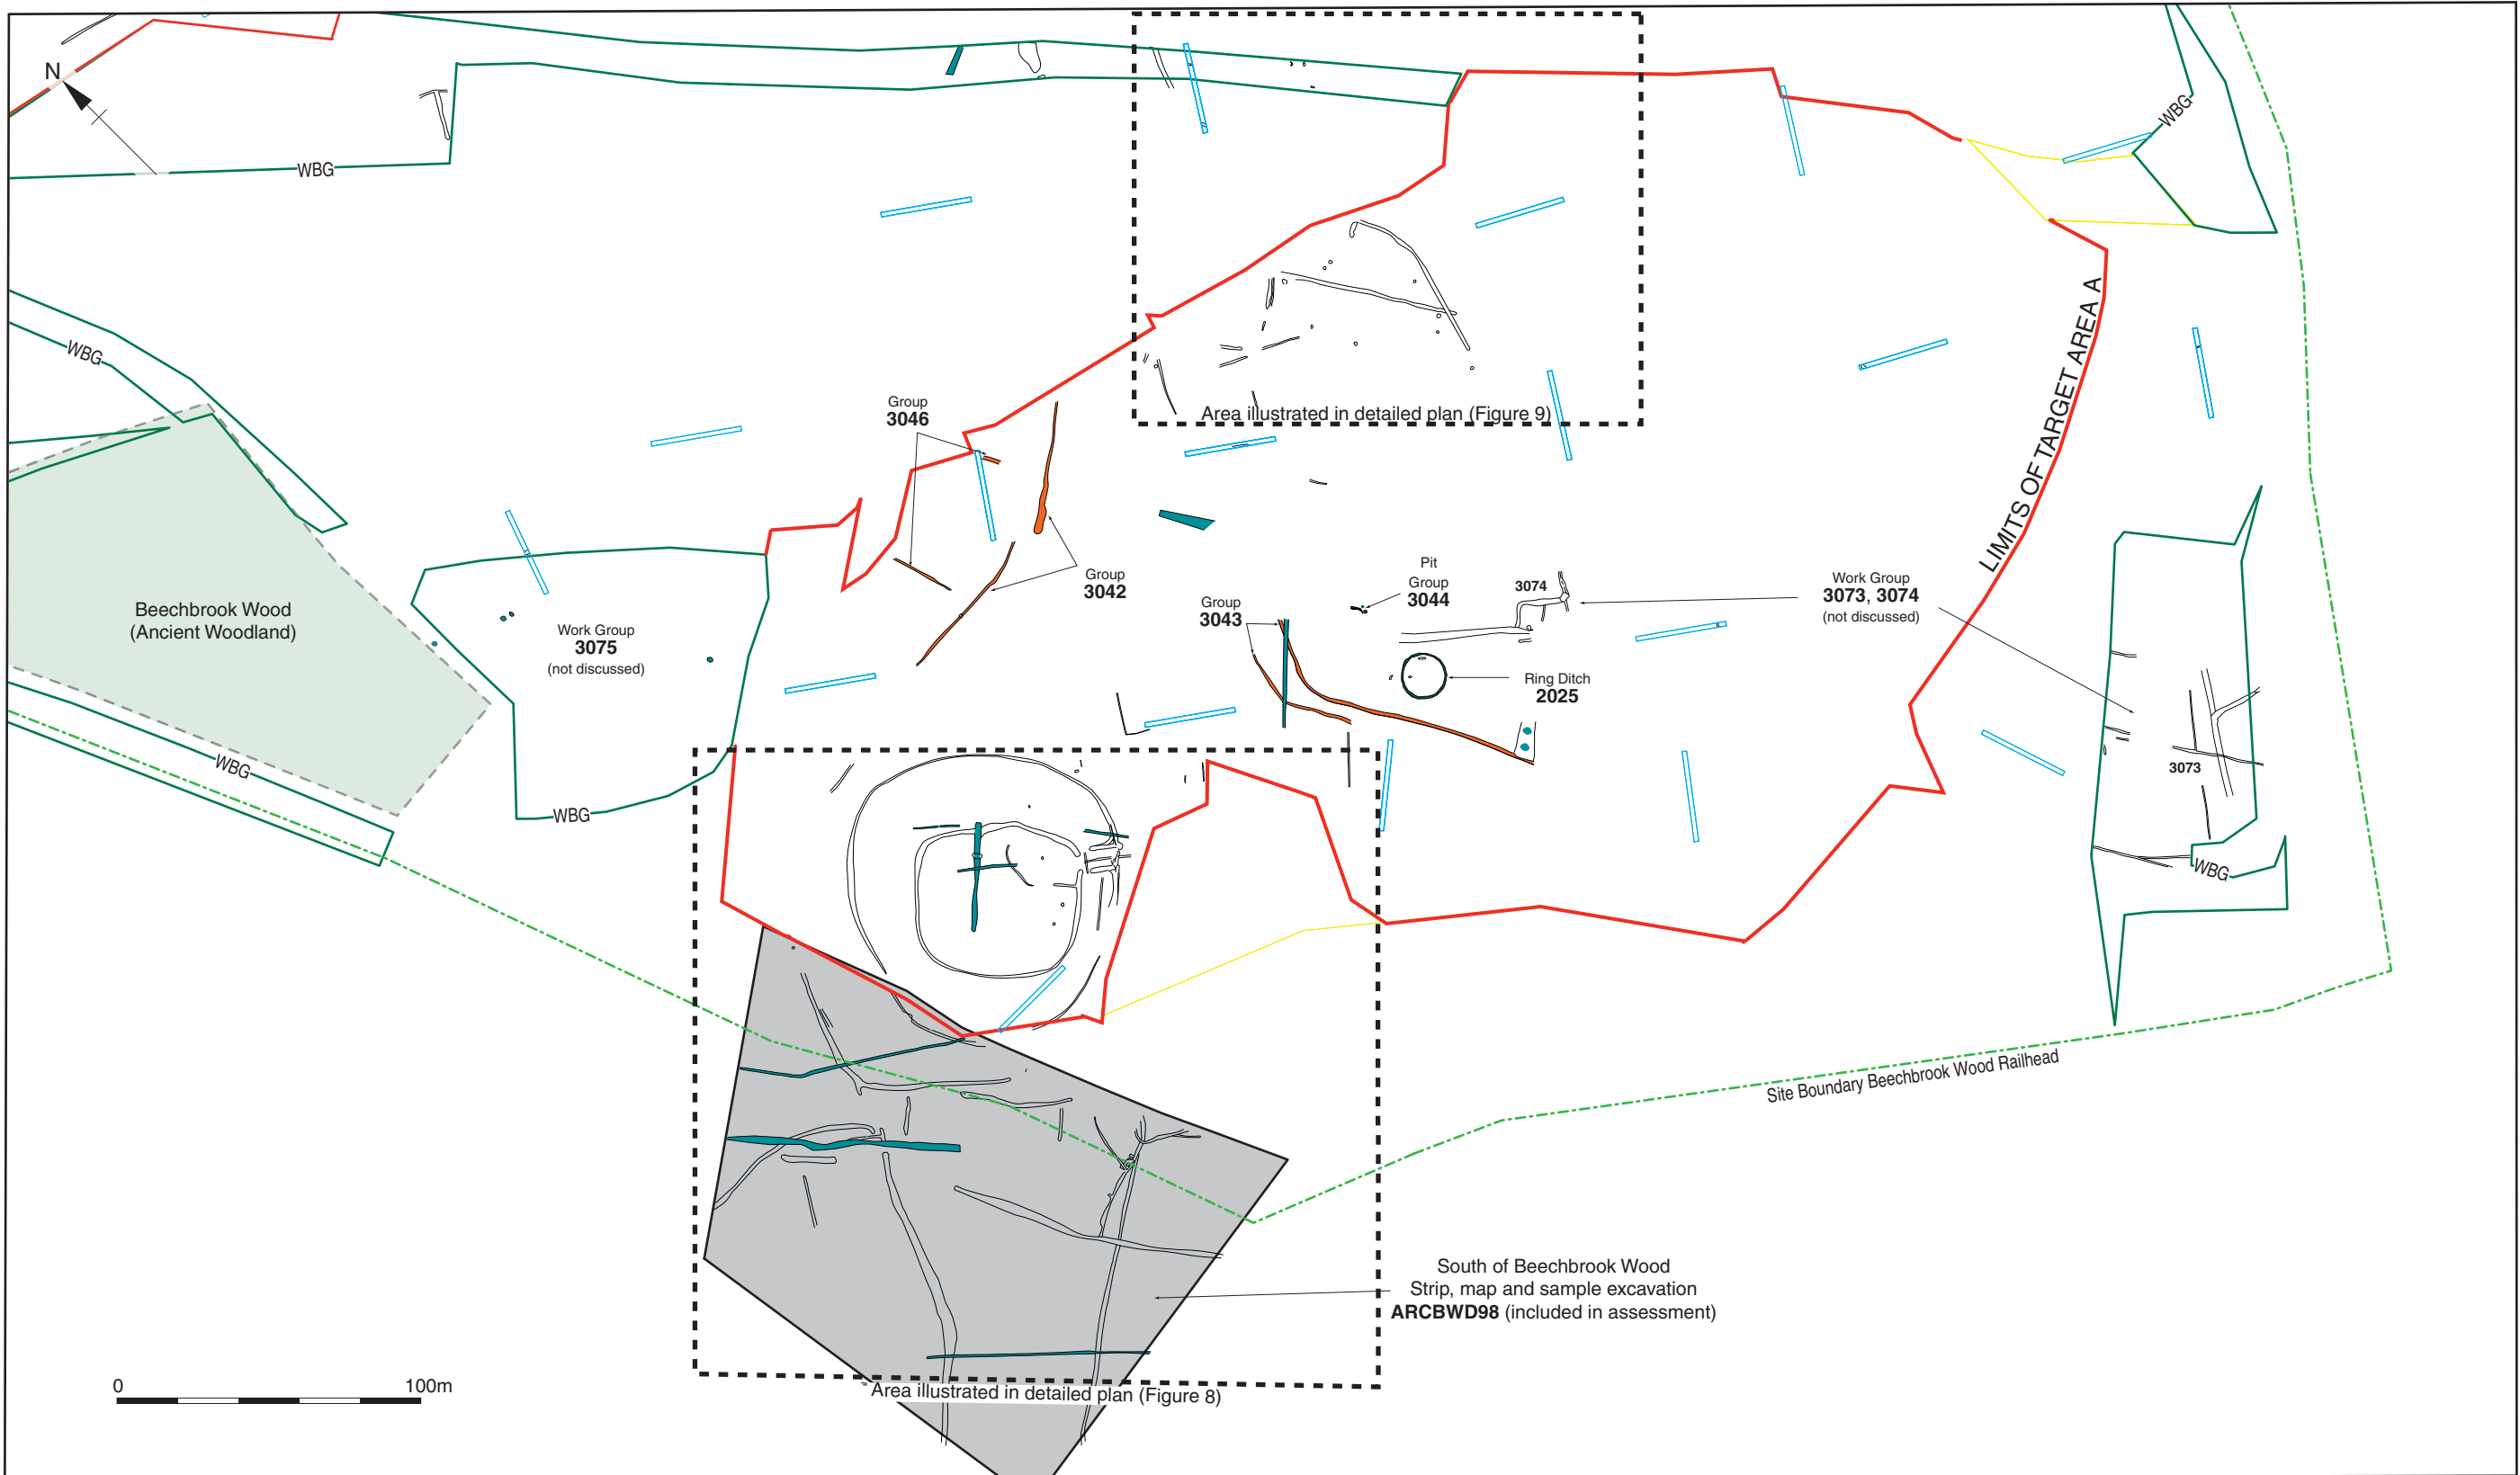 N
WBG
WBG
WBG
Area illustrated in detailed plan (Figure 9)
Group
3046
LIMITS OF TARGET AREA A
Beechbrook Wood
(Ancient Woodland)
Work Group
3075
(not discussed)
Group
3042
Group
3043
Pit
Group
3044
3074
Work Group
3073, 3074
(not discussed)
Ring Ditch
2025
WBG
WBG
3073
WBG
Site Boundary Beechbrook Wood Railhead
South of Beechbrook Wood
Strip, map and sample excavation
ARCBWD98 (included in assessment)
0 100m
Area illustrated in detailed plan (Figure 8)